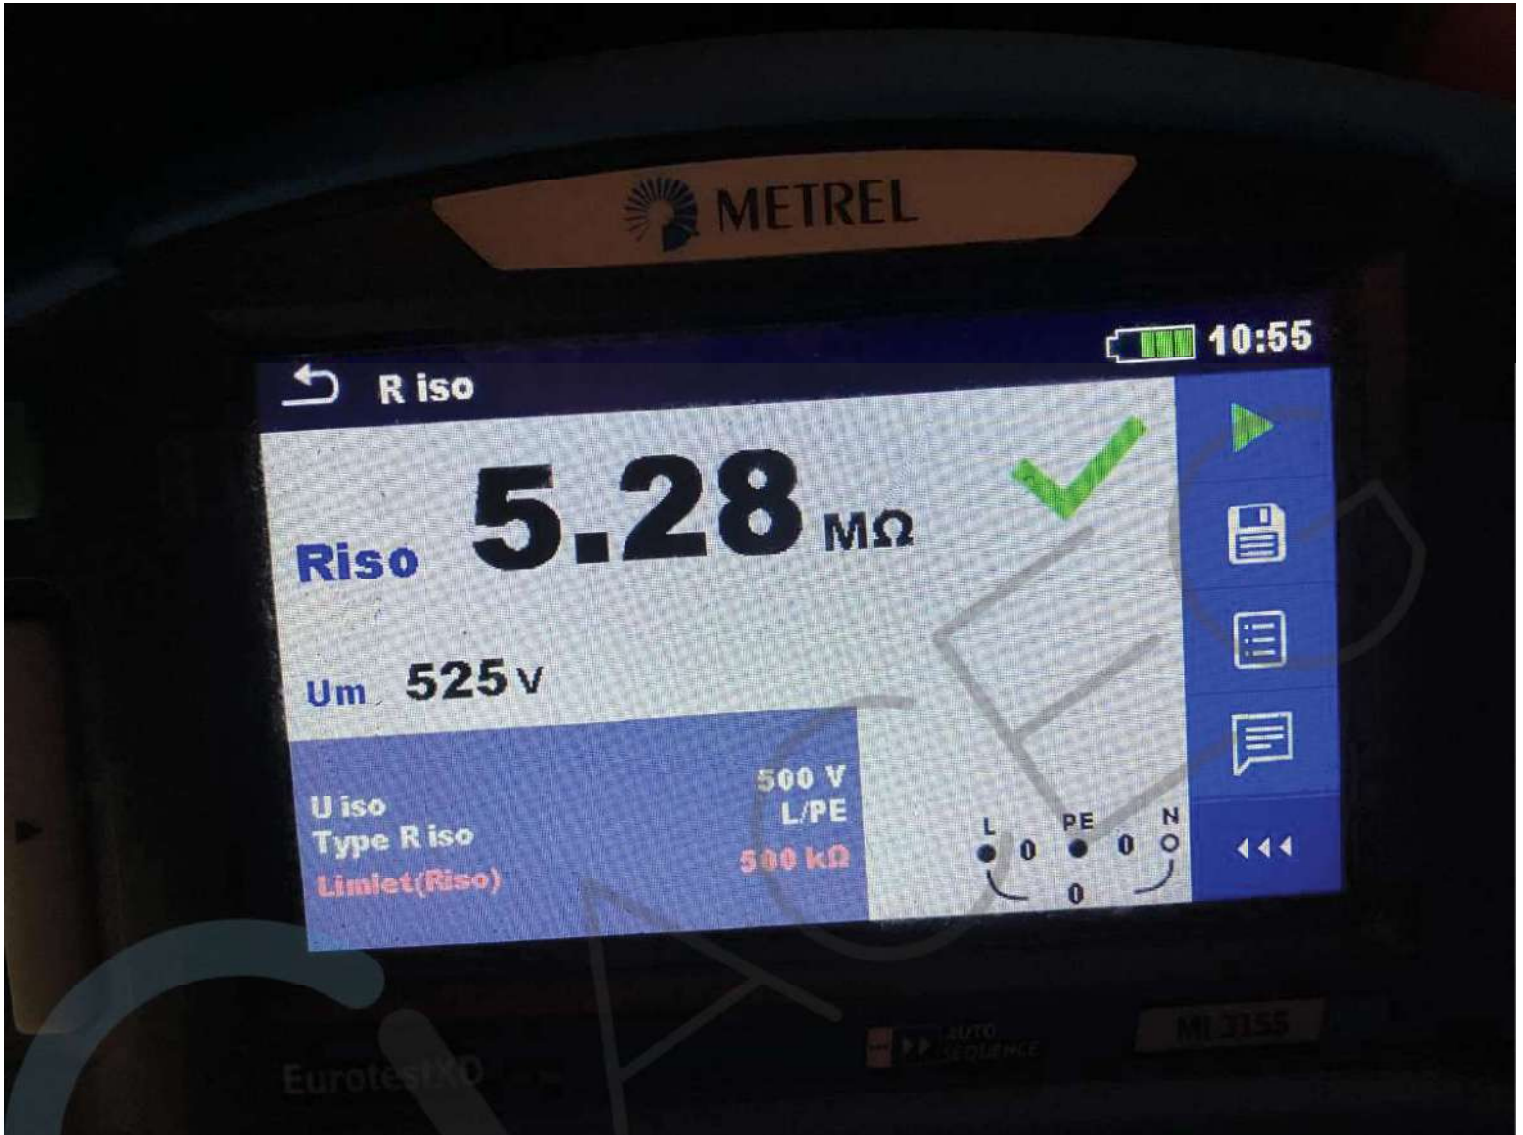 METREL
10:55
R iso
Riso 5.28 MΩ
Um 525 V
U iso 500 V
Type R iso L/PE
Limiet(Riso) 500 kΩ
L PE N
0 0
0
AUTO
SEQUENCE
MI 3155
EurotestXD
ACEG